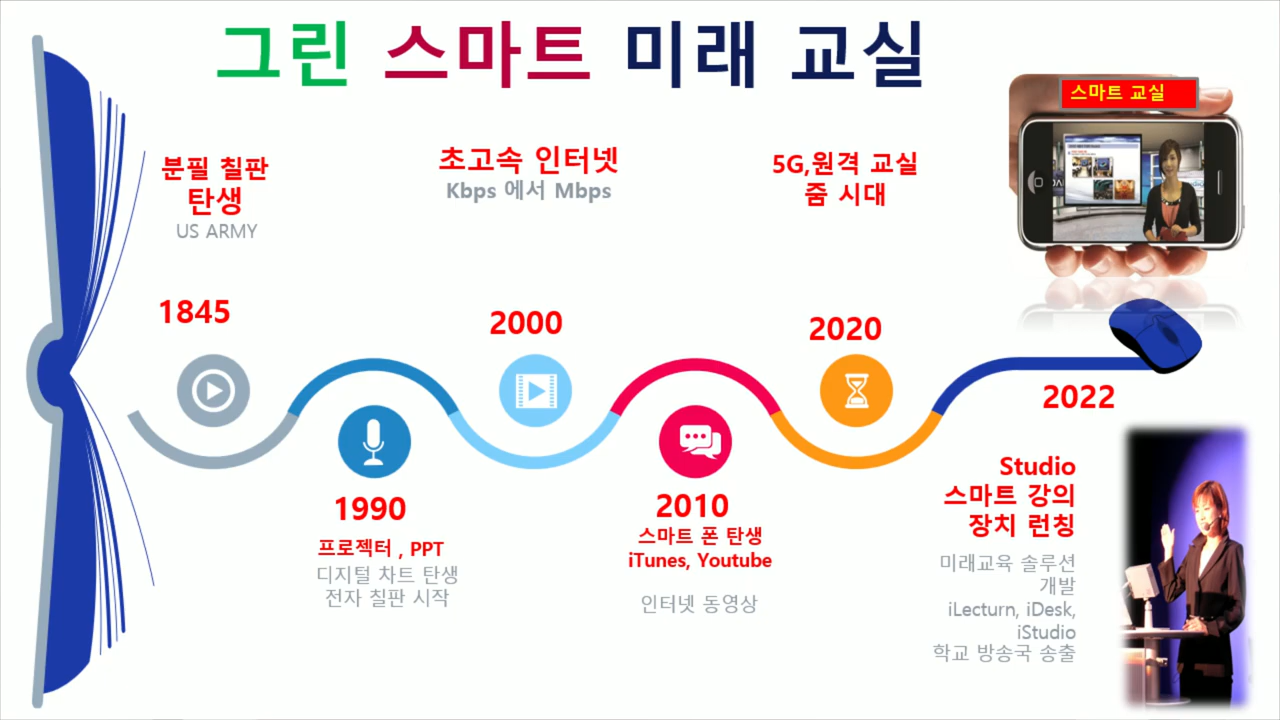 그린 스마트 미래 교실
스마트 교실
분필 칠판
탄생
US ARMY
1845
초고속 인터넷
Kbps 에서 Mbps
2000
5G,원격 교실
줌 시대
2020
1990
프로젝터 , PPT
디지털 차트 탄생
전자 칠판 시작
2010
스마트 폰 탄생
iTunes, Youtube
인터넷 동영상
2022
Studio
스마트 강의
장치 런칭
미래교육 솔루션
개발
iLecturn, iDesk,
iStudio
학교 방송국 송출